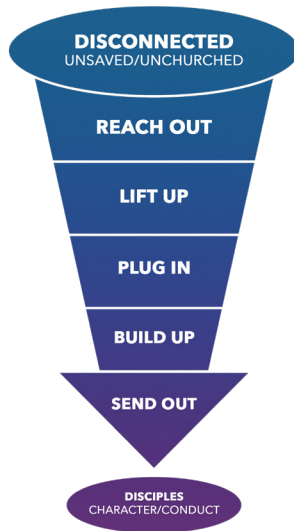 DISCONNECTED
UNSAVED/UNCHURCHED
REACH OUT
LIFT UP
PLUG IN
BUILD UP
SEND OUT
DISCIPLES
CHARACTER/CONDUCT